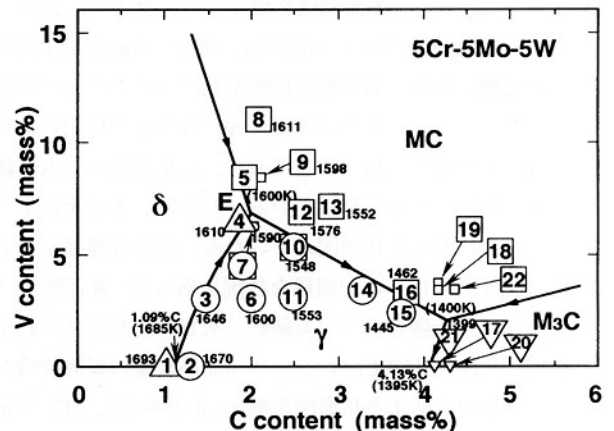 5Cr-5Mo-5W
15
8 1611
MC
10
9 1598
5
(1600K)
δ
E
4
1610
1590
12
1576
13
1552
19
18
22
7
10
1548
5
V content (mass%)
1.09%C
(1685K)
3
1646
6
1600
11
1553
14
1462
16
15
1445
(1400K)
1399
γ
M₃C
21
17
20
1693
1
2
1670
4.13%C
(1395K)
0
0 1 2 3 4 5 6
C content (mass%)